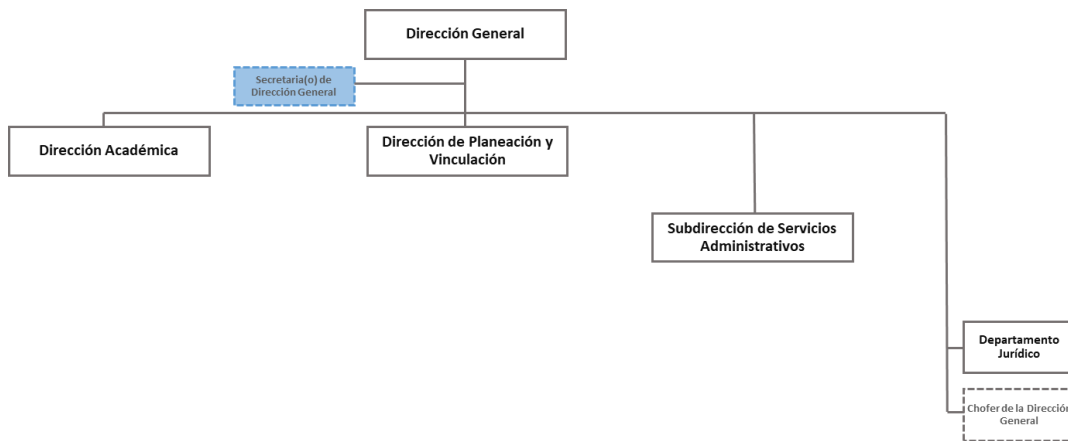 Dirección General
Secretaria(o) de
Dirección General
Dirección Académica
Dirección de Planeación y
Vinculación
Subdirección de Servicios
Administrativos
Departamento
Jurídico
Chofer de la Dirección
General